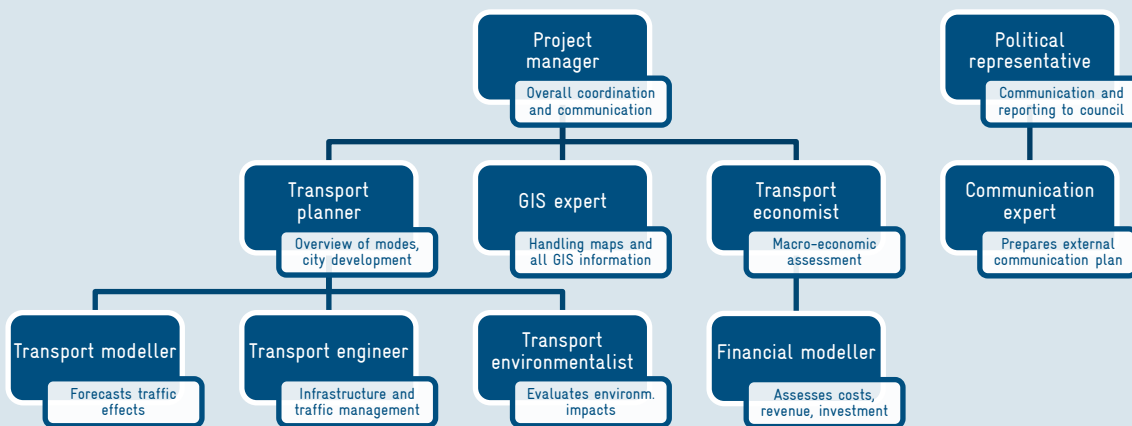 Project
manager
Overall coordination
and communication
Political
representative
Communication and
reporting to council
Transport
planner
Overview of modes,
city development
GIS expert
Handling maps and
all GIS information
Transport
economist
Macro-economic
assessment
Communication
expert
Prepares external
communication plan
Transport modeller
Forecasts traffic
effects
Transport engineer
Infrastructure and
traffic management
Transport
environmentalist
Evaluates environm.
impacts
Financial modeller
Assesses costs,
revenue, investment